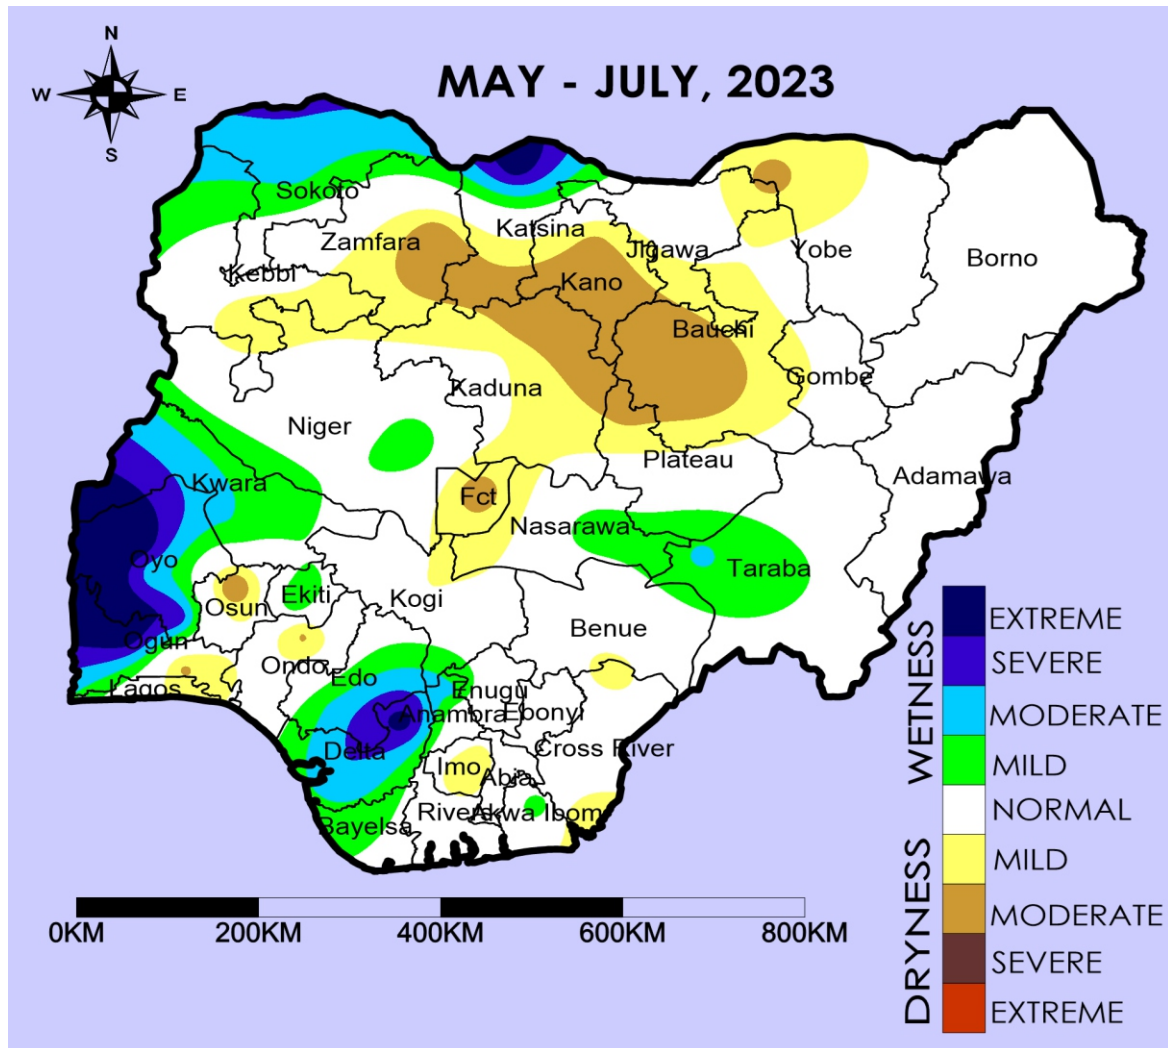 N
W E
S
MAY - JULY, 2023
Sokoto
Katsina
Zamfara
Jigawa
Yobe
Borno
Kebbi
Kano
Bauchi
Gombe
Kaduna
Niger
Plateau
Adamawa
Kwara
Fct
Nasarawa
Oyo
Taraba
Ekiti
Osun
Kogi
Benue
Ogun
Ondo
Edo
Lagos
Enugu
Anambra
Ebonyi
Delta
Cross River
Imo
Abia
Rivers
Akwa Ibom
Bayelsa
WETNESS
EXTREME
SEVERE
MODERATE
MILD
NORMAL
DRYNESS
MILD
MODERATE
SEVERE
EXTREME
0KM 200KM 400KM 600KM 800KM